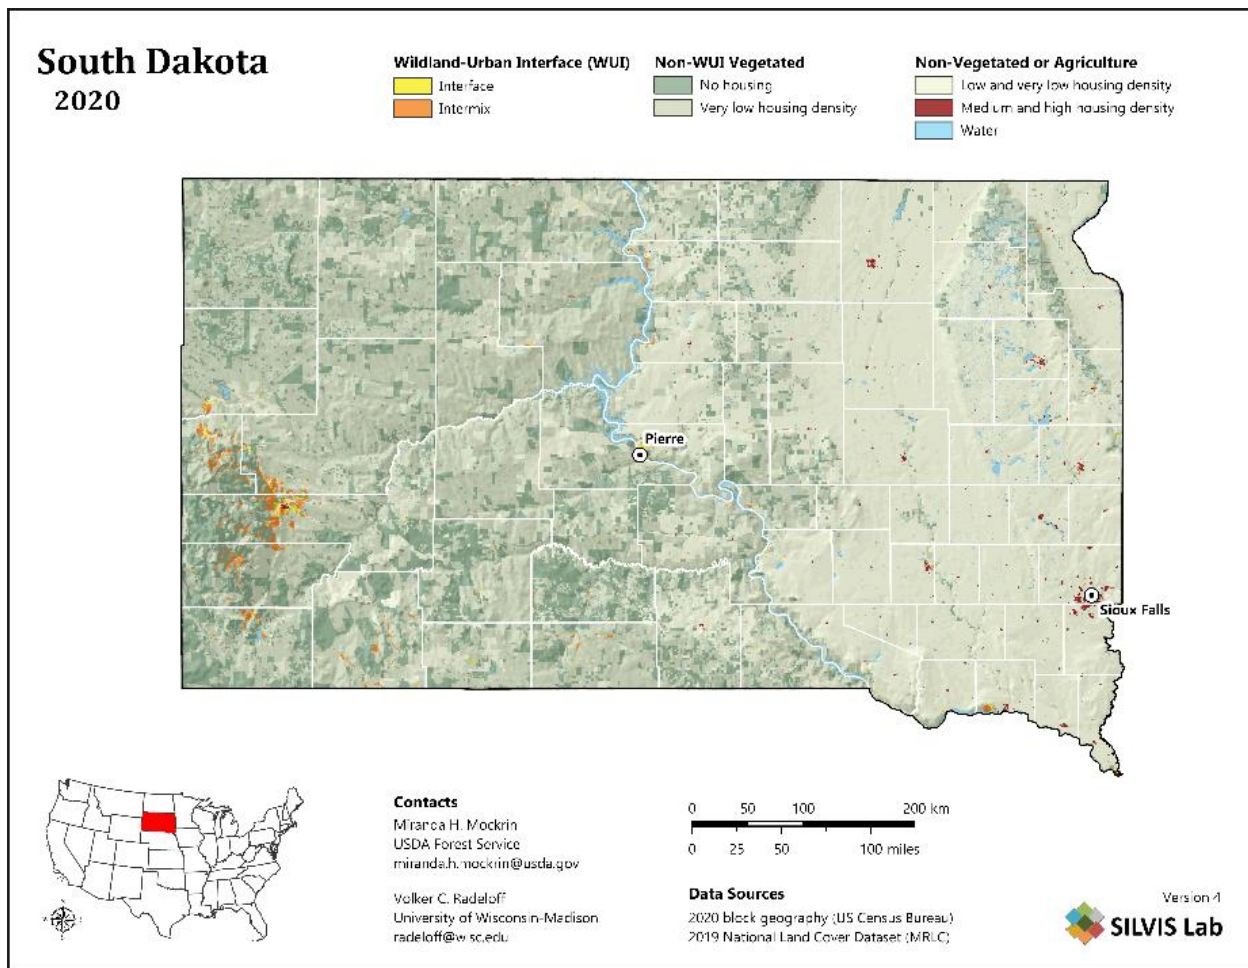 South Dakota
2020
Wildland-Urban Interface (WUI)
Interface
Intermix
Non-WUI Vegetated
No housing
Very low housing density
Non-Vegetated or Agriculture
Low and very low housing density
Medium and high housing density
Water
Pierre
Sioux Falls
Contacts
Miranda H. Mockrin
USDA Forest Service
miranda.h.mockrin@usda.gov
Volker C. Radeloff
University of Wisconsin-Madison
radeloff@wisc.edu
0 50 100 200 km
0 25 50 100 miles
Data Sources
2020 block geography (US Census Bureau)
2019 National Land Cover Dataset (MRLC)
Version 4
SILVIS Lab